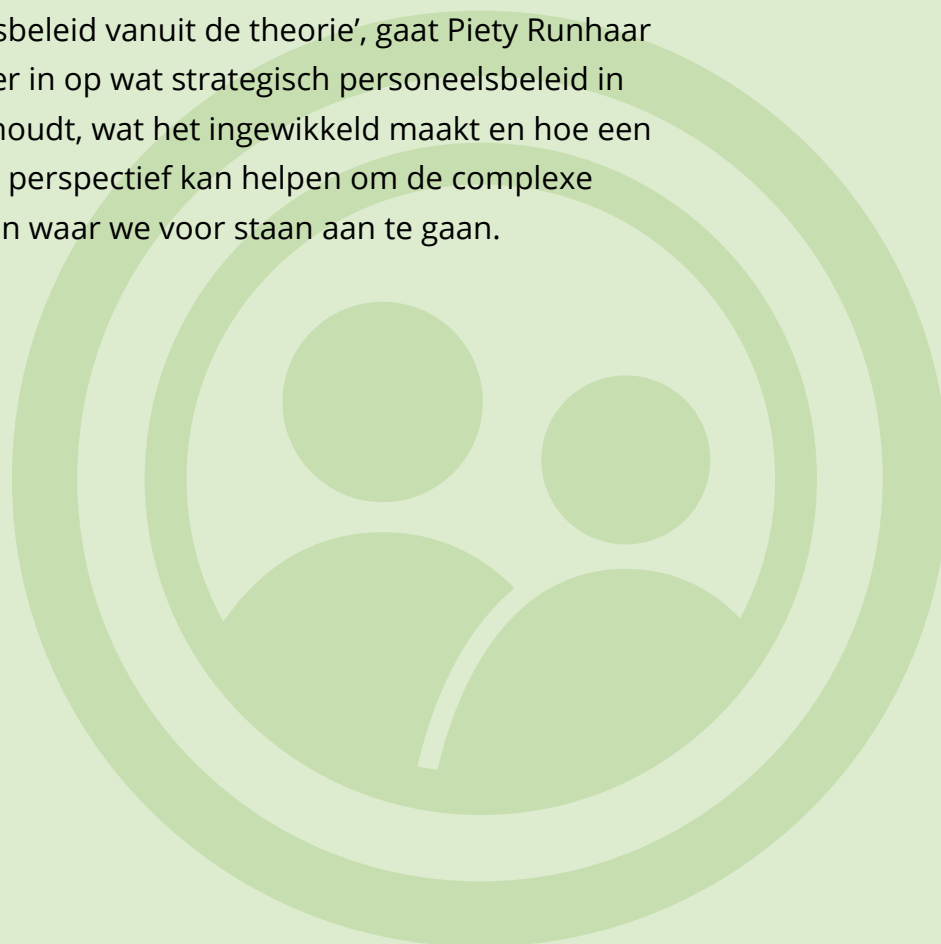 sbeleid vanuit de theorie’, gaat Piety Runhaar
er in op wat strategisch personeelsbeleid in
houdt, wat het ingewikkeld maakt en hoe een
perspectief kan helpen om de complexe
n waar we voor staan aan te gaan.